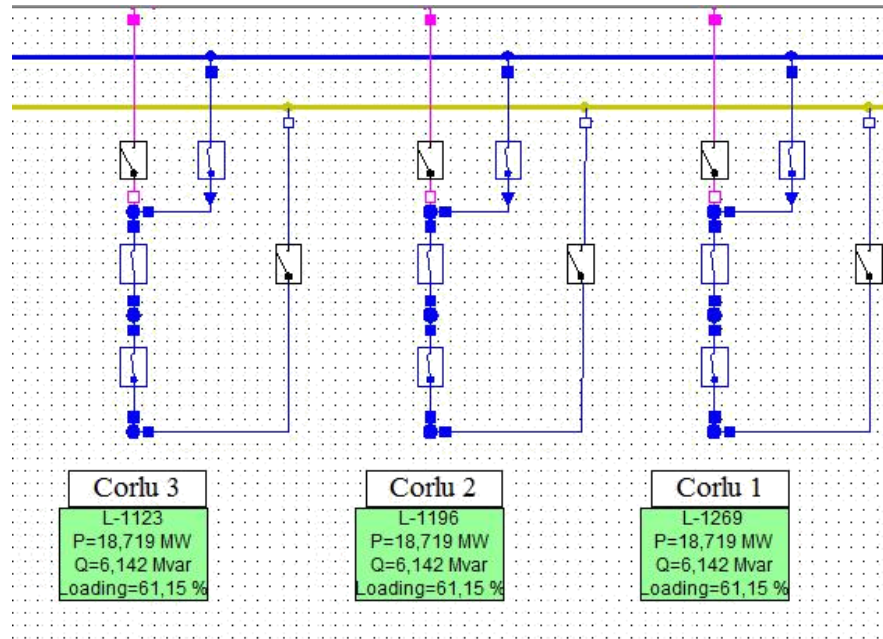 Corlu 3
L-1123
P=18,719 MW
Q=6,142 Mvar
Loading=61,15 %
Corlu 2
L-1196
P=18,719 MW
Q=6,142 Mvar
Loading=61,15 %
Corlu 1
L-1269
P=18,719 MW
Q=6,142 Mvar
Loading=61,15 %